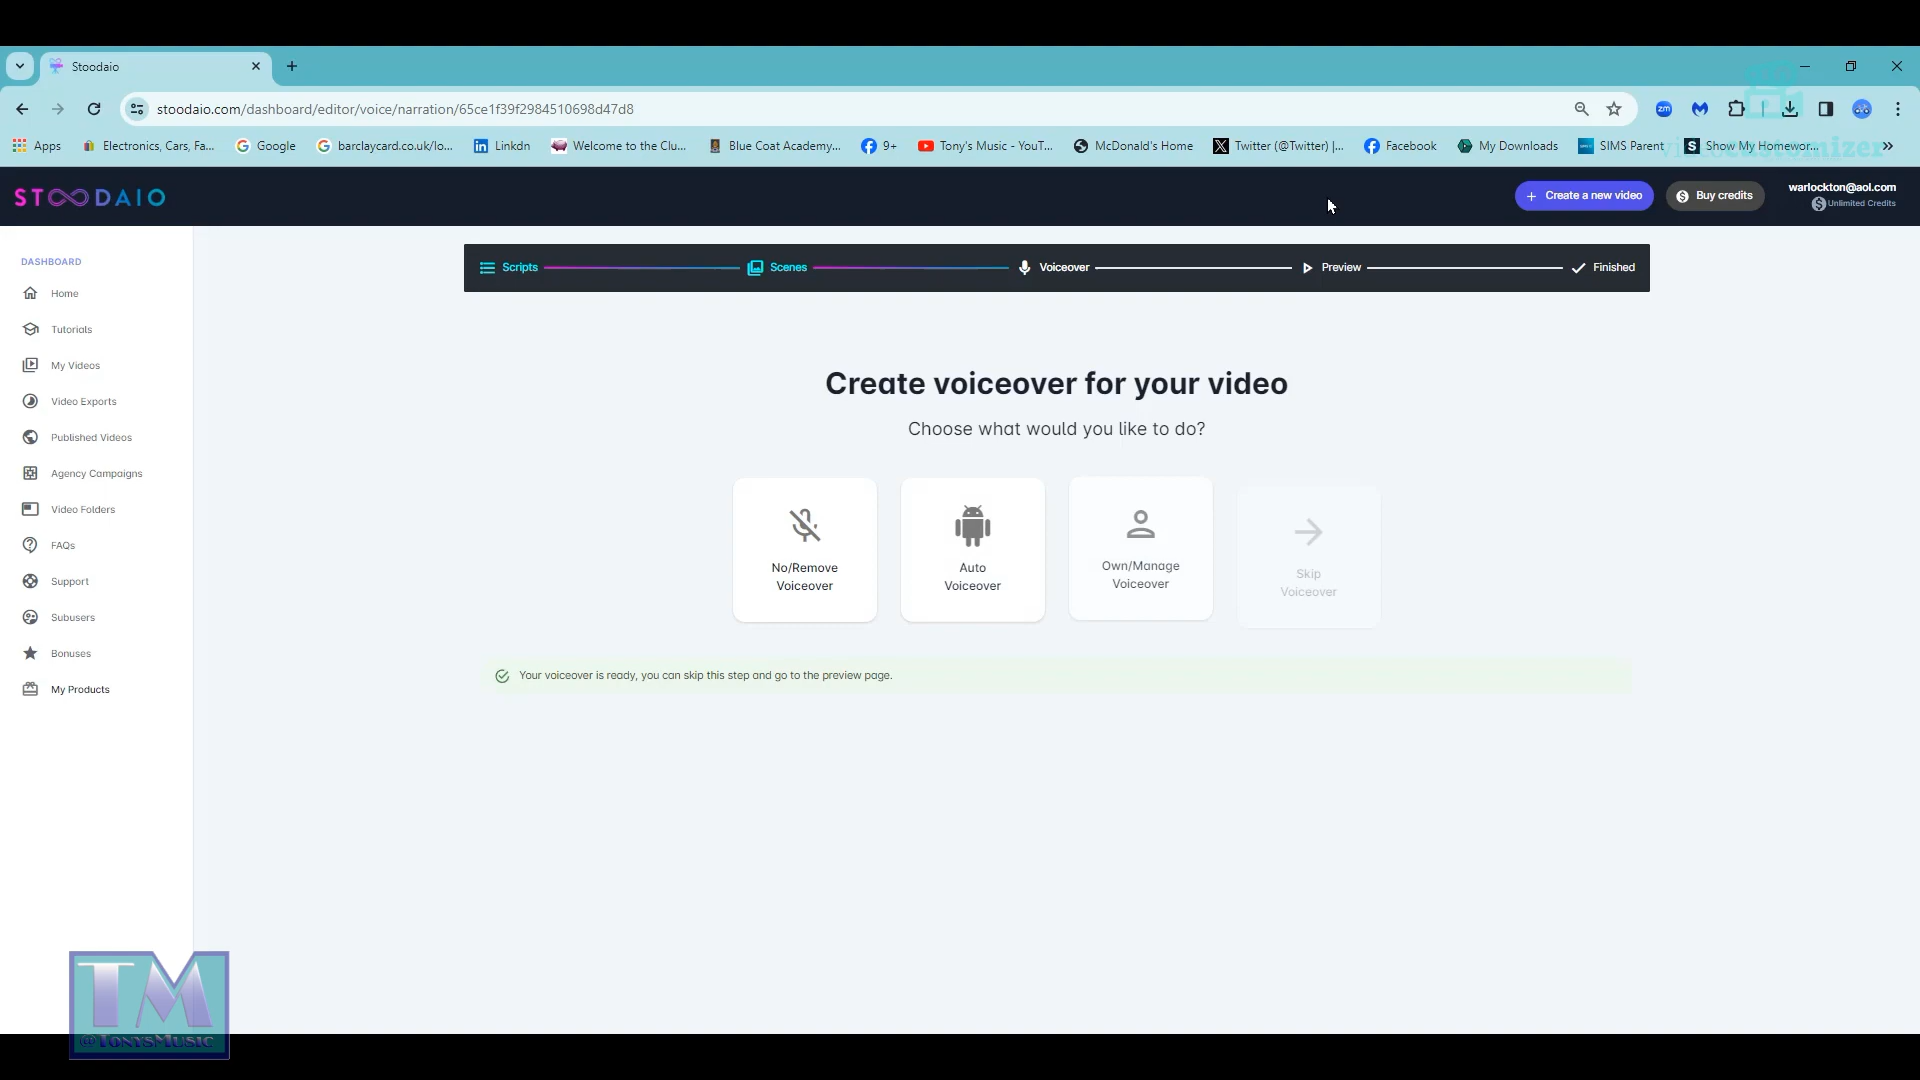 Stoodaio
stoodaio.com/dashboard/editor/voice/narration/65ce1f39f2984510698d47d8
zm
Apps
Electronics, Cars, Fa...
Google
barclaycard.co.uk/lo...
Linkdn
Welcome to the Clu...
Blue Coat Academy...
9+
Tony's Music - YouT...
McDonald's Home
Twitter (@Twitter) |...
Facebook
My Downloads
SIMS Parent
Show My Homewor...
videocustomizer
STOODAIO
Create a new video
Buy credits
warlockton@aol.com
Unlimited Credits
DASHBOARD
Home
Tutorials
My Videos
Video Exports
Published Videos
Agency Campaigns
Video Folders
FAQs
Support
Subusers
Bonuses
My Products
Scripts
Scenes
Voiceover
Preview
Finished
Create voiceover for your video
Choose what would you like to do?
No/Remove
Voiceover
Auto
Voiceover
Own/Manage
Voiceover
Skip
Voiceover
Your voiceover is ready, you can skip this step and go to the preview page.
TM
@TonysMusic